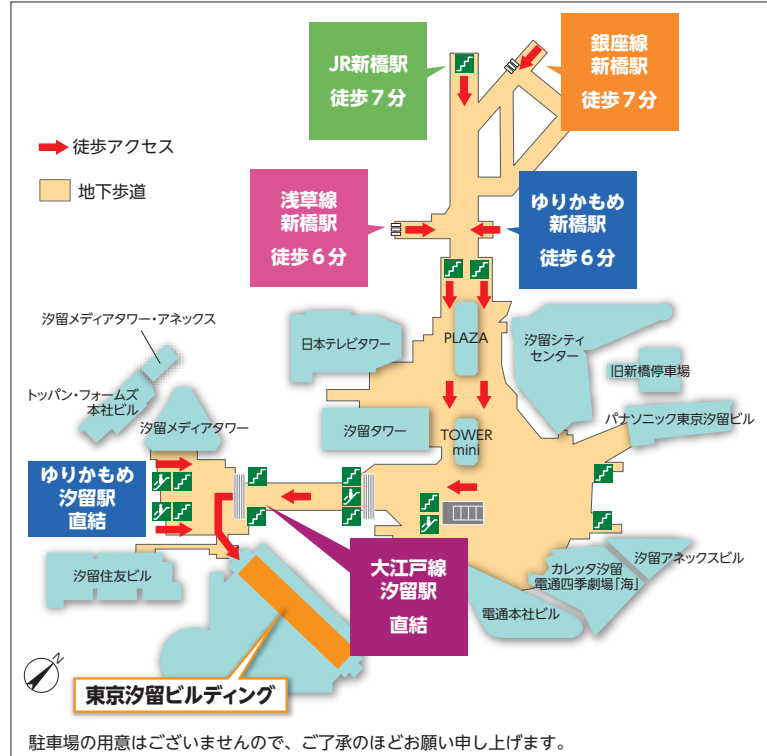 JR新橋駅
徒歩7分
銀座線
新橋駅
徒歩7分
徒歩アクセス
地下歩道
浅草線
新橋駅
徒歩6分
ゆりかもめ
新橋駅
徒歩6分
汐留メディアタワー・アネックス
日本テレビタワー
PLAZA
汐留シティ
センター
旧新橋停車場
トッパン・フォームズ
本社ビル
汐留メディアタワー
汐留タワー
TOWER
mini
パナソニック東京汐留ビル
ゆりかもめ
汐留駅
直結
大江戸線
汐留駅
直結
汐留住友ビル
カレッタ汐留
電通四季劇場「海」
汐留アネックスビル
電通本社ビル
N
東京汐留ビルディング
駐車場の用意はございませんので、ご了承のほどお願い申し上げます。